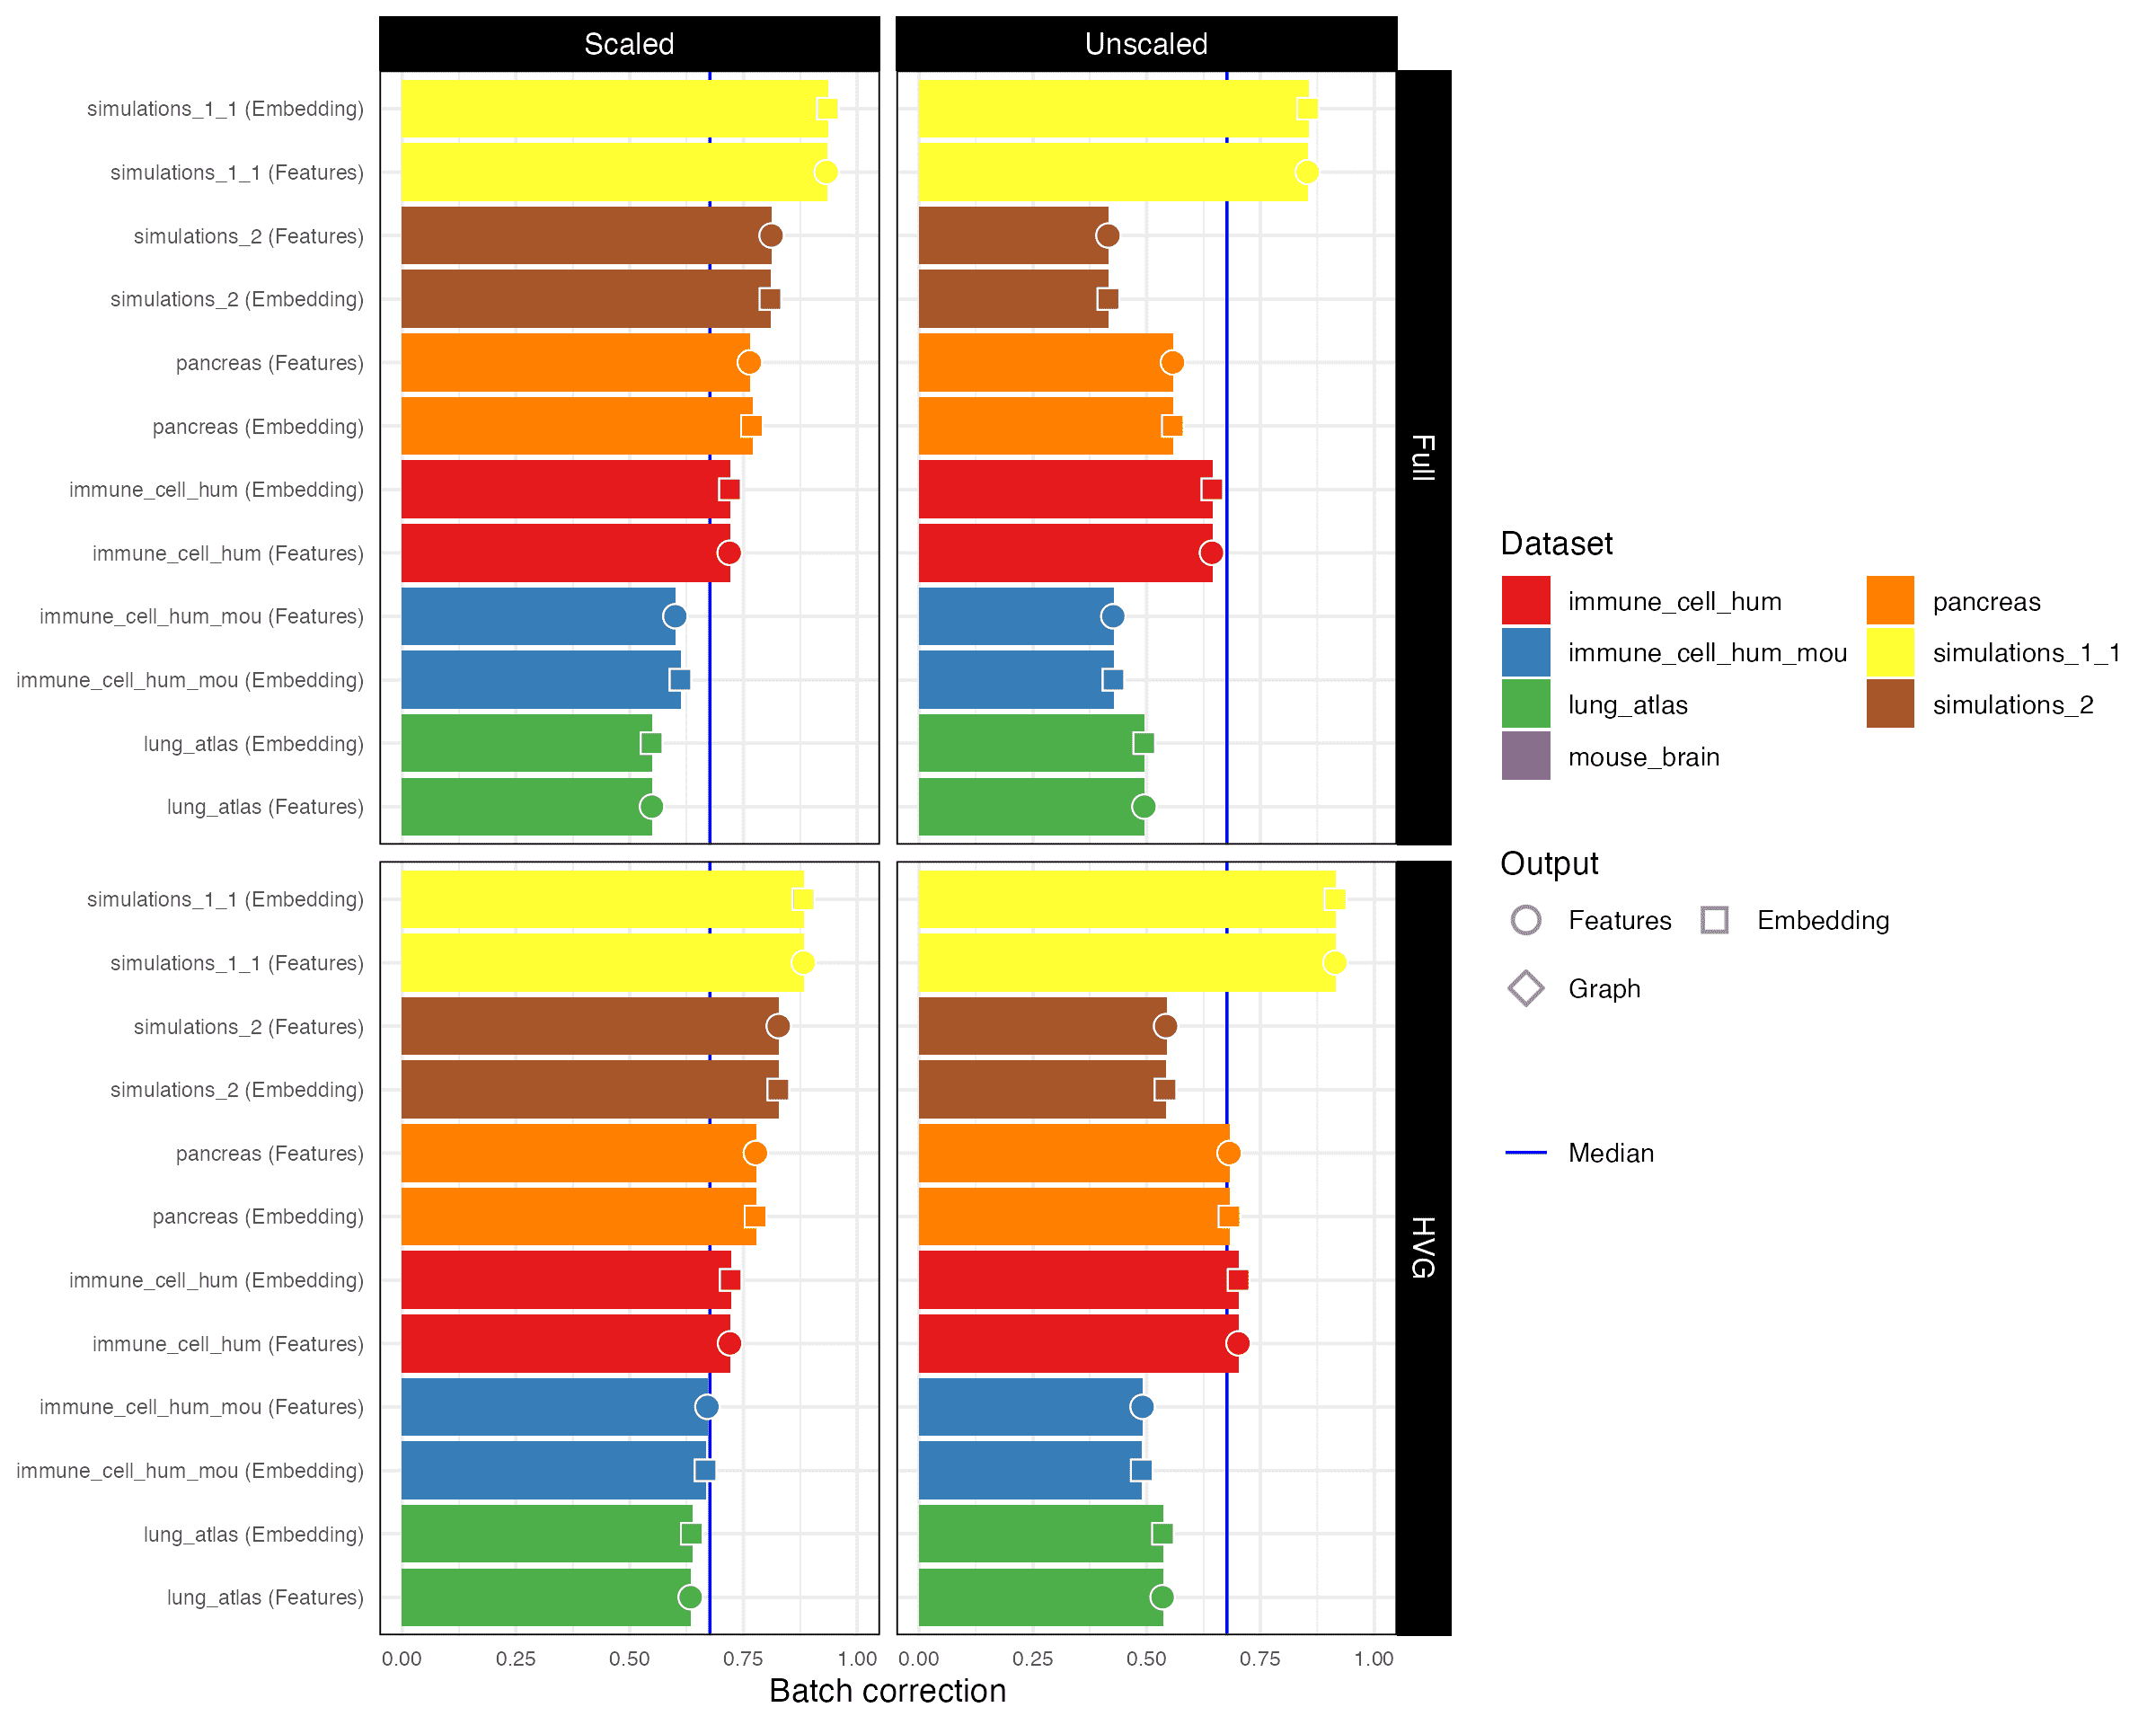 Scaled
Unscaled
simulations_1_1 (Embedding)
simulations_1_1 (Features)
simulations_2 (Features)
simulations_2 (Embedding)
pancreas (Features)
pancreas (Embedding)
immune_cell_hum (Embedding)
immune_cell_hum (Features)
immune_cell_hum_mou (Features)
immune_cell_hum_mou (Embedding)
lung_atlas (Embedding)
lung_atlas (Features)
Full
simulations_1_1 (Embedding)
simulations_1_1 (Features)
simulations_2 (Features)
simulations_2 (Embedding)
pancreas (Features)
pancreas (Embedding)
immune_cell_hum (Embedding)
immune_cell_hum (Features)
immune_cell_hum_mou (Features)
immune_cell_hum_mou (Embedding)
lung_atlas (Embedding)
lung_atlas (Features)
HVG
0.00 0.25 0.50 0.75 1.00
0.00 0.25 0.50 0.75 1.00
Batch correction
Dataset
immune_cell_hum
immune_cell_hum_mou
lung_atlas
mouse_brain
pancreas
simulations_1_1
simulations_2
Output
Features
Embedding
Graph
Median